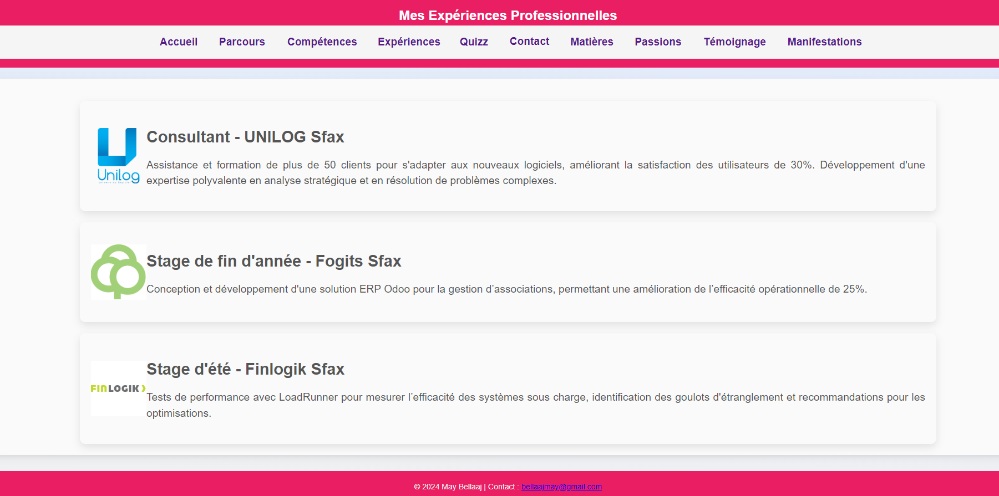 Mes Expériences Professionnelles
Accueil Parcours Compétences Expériences Quizz Contact Matières Passions Témoignage Manifestations
Consultant - UNILOG Sfax
Unilog
Assistance et formation de plus de 50 clients pour s'adapter aux nouveaux logiciels, améliorant la satisfaction des utilisateurs de 30%. Développement d'une
expertise polyvalente en analyse stratégique et en résolution de problèmes complexes.
Stage de fin d'année - Fogits Sfax
Conception et développement d'une solution ERP Odoo pour la gestion d’associations, permettant une amélioration de l’efficacité opérationnelle de 25%.
Stage d'été - Finlogik Sfax
FINLOGIK
Tests de performance avec LoadRunner pour mesurer l’efficacité des systèmes sous charge, identification des goulots d'étranglement et recommandations pour les
optimisations.
© 2024 May Bellaaj | Contact : bellaajmay@gmail.com